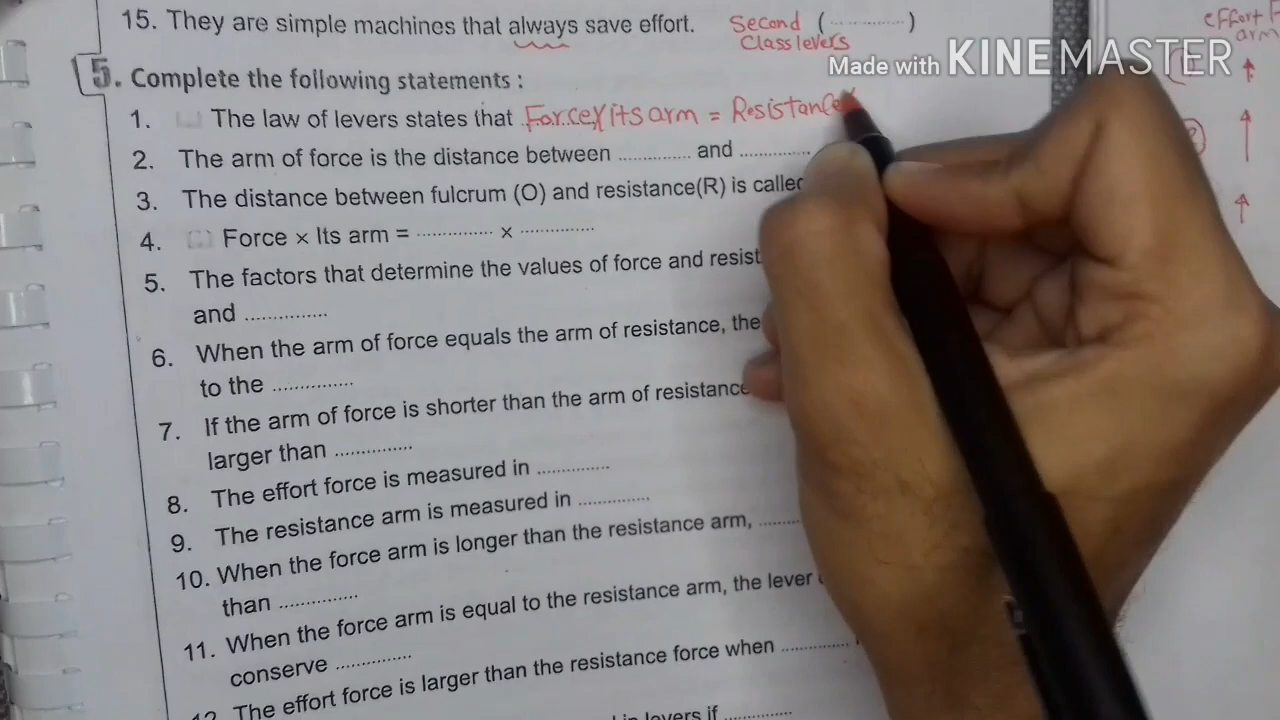 15. They are simple machines that always save effort. Second (..............)
Class levers
effort
arm
Made with KINEMASTER
5. Complete the following statements :
1. The law of levers states that Force X its arm = Resistance X
2. The arm of force is the distance between .............. and ..............
3. The distance between fulcrum (O) and resistance(R) is called
4. Force × Its arm = .............. × ..............
5. The factors that determine the values of force and
and ...............
6. When the arm of force equals the arm of resistance, the
to the ...............
7. If the arm of force is shorter than the arm of resistance
larger than ...............
8. The effort force is measured in ..............
9. The resistance arm is measured in ..............
10. When the force arm is longer than the resistance arm, ........
than ...............
11. When the force arm is equal to the resistance arm, the lever
conserve ..............
12. The effort force is larger than the resistance force when ..............
in levers if ..............